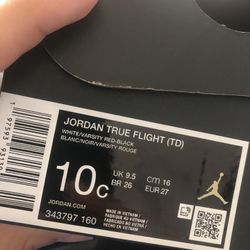 JORDAN TRUE FLIGHT (TD)
WHITE/VARSITY RED-BLACK
BLANC/NOIR/VARSITY ROUGE
10c
UK 9.5
CM 16
BR 26
EUR 27
JORDAN.COM
343797 160
MADE IN VIETNAM